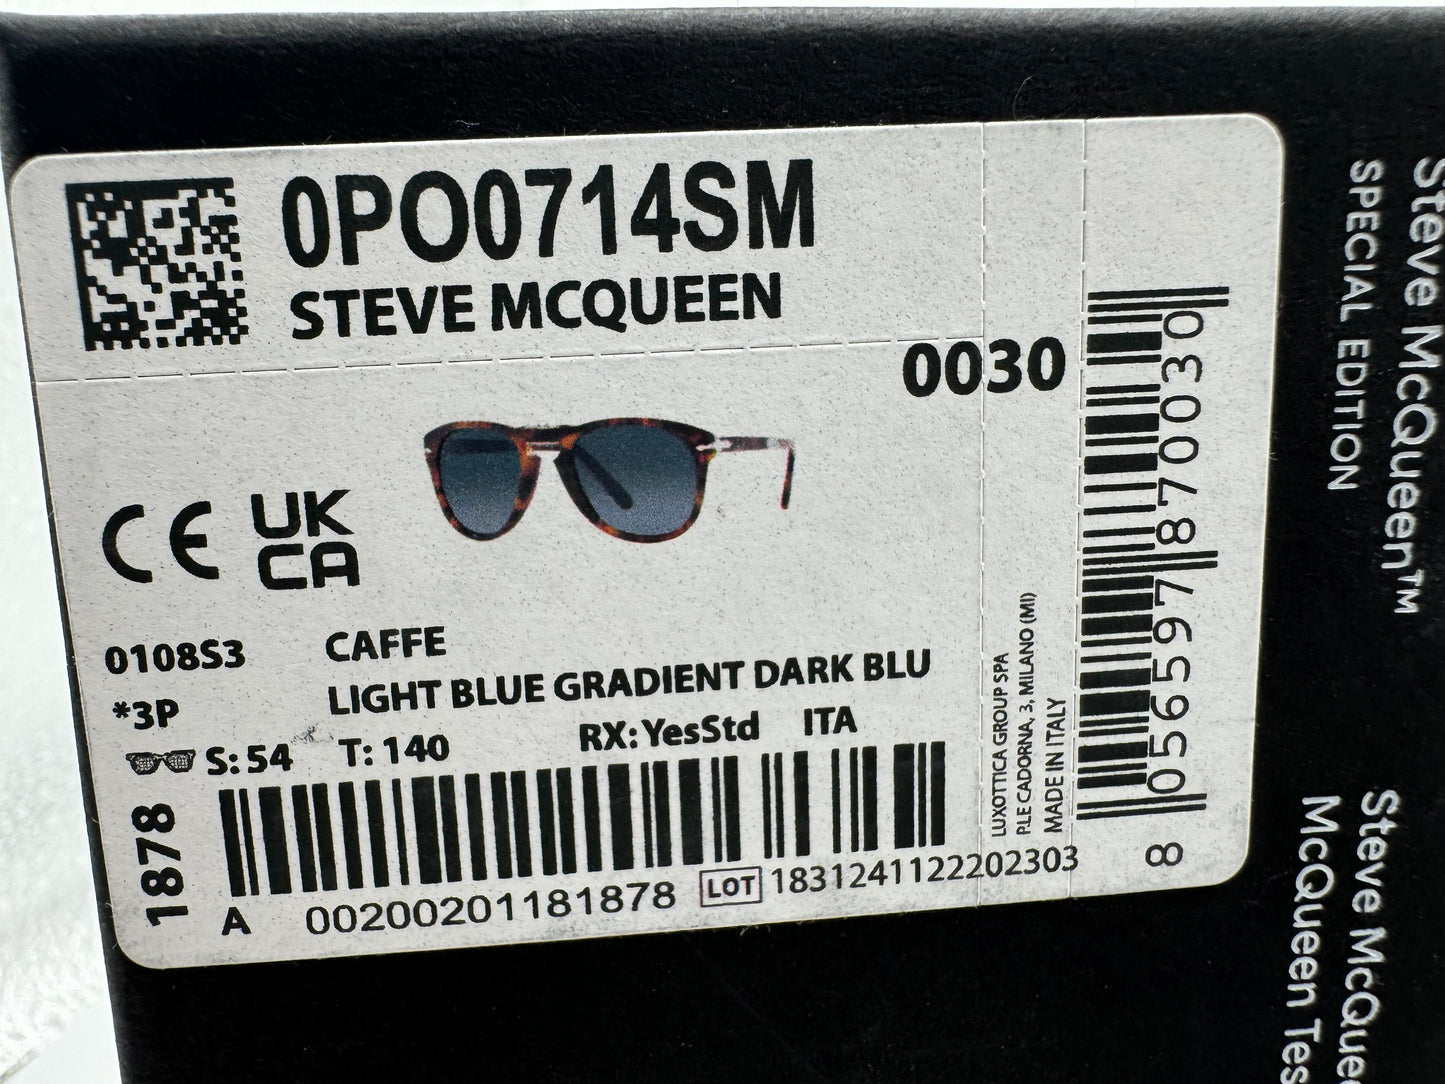 0PO0714SM
STEVE MCQUEEN
0030
CE
UK
CA
0108S3 CAFFE
*3P LIGHT BLUE GRADIENT DARK BLU
S: 54 T: 140 RX: YesStd ITA
1878
A 00200201181878 LOT 1831241122202303
LUXOTTICA GROUP SPA
P.LE CADORNA, 3, MILANO (MI)
MADE IN ITALY
8 056597 870030
Steve McQueen™
SPECIAL EDITION
Steve McQue
McQueen Tes